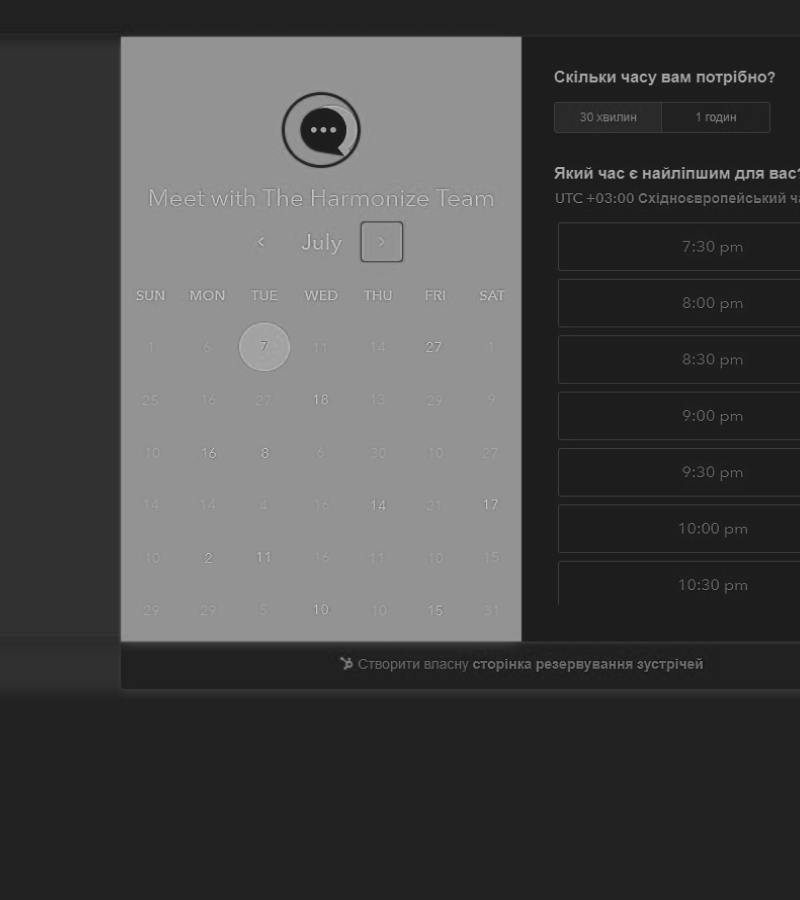 Meet with The Harmonize Team
July
SUN MON TUE WED THU FRI SAT
1 6 7 11 14 27 1
25 16 27 18 13 29 9
10 16 8 6 30 10 27
14 14 4 16 14 21 17
10 2 11 16 11 10 15
29 29 5 10 10 15 31
Скільки часу вам потрібно?
30 хвилин 1 годин
Який час є найліпшим для вас?
UTC +03:00 Східноєвропейський ча
7:30 pm
8:00 pm
8:30 pm
9:00 pm
9:30 pm
10:00 pm
10:30 pm
Створити власну сторінка резервування зустрічей